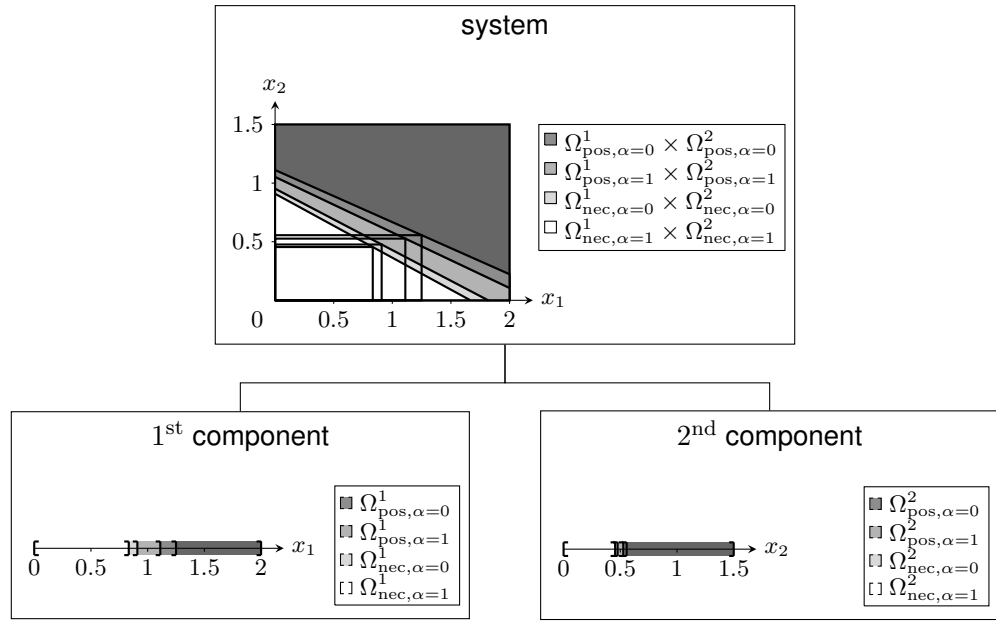 system
x₂
1.5
1
0.5
0
0.5
1
1.5
2
x₁
Ω¹pos,α=0 × Ω²pos,α=0
Ω¹pos,α=1 × Ω²pos,α=1
Ω¹nec,α=0 × Ω²nec,α=0
Ω¹nec,α=1 × Ω²nec,α=1
1st component
x₁
0
0.5
1
1.5
2
Ω¹pos,α=0
Ω¹pos,α=1
Ω¹nec,α=0
Ω¹nec,α=1
2nd component
x₂
0
0.5
1
1.5
Ω²pos,α=0
Ω²pos,α=1
Ω²nec,α=0
Ω²nec,α=1